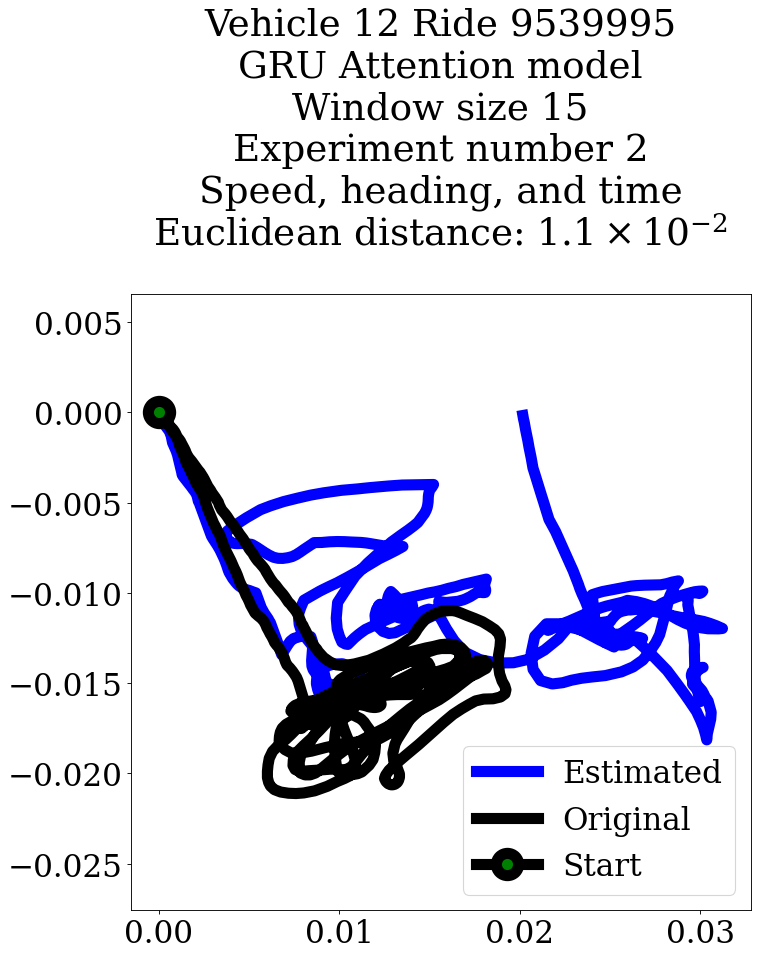 Vehicle 12 Ride 9539995
GRU Attention model
Window size 15
Experiment number 2
Speed, heading, and time
Euclidean distance: 1.1 × 10⁻²
0.005
0.000
−0.005
−0.010
−0.015
−0.020
−0.025
Estimated
Original
Start
0.00 0.01 0.02 0.03